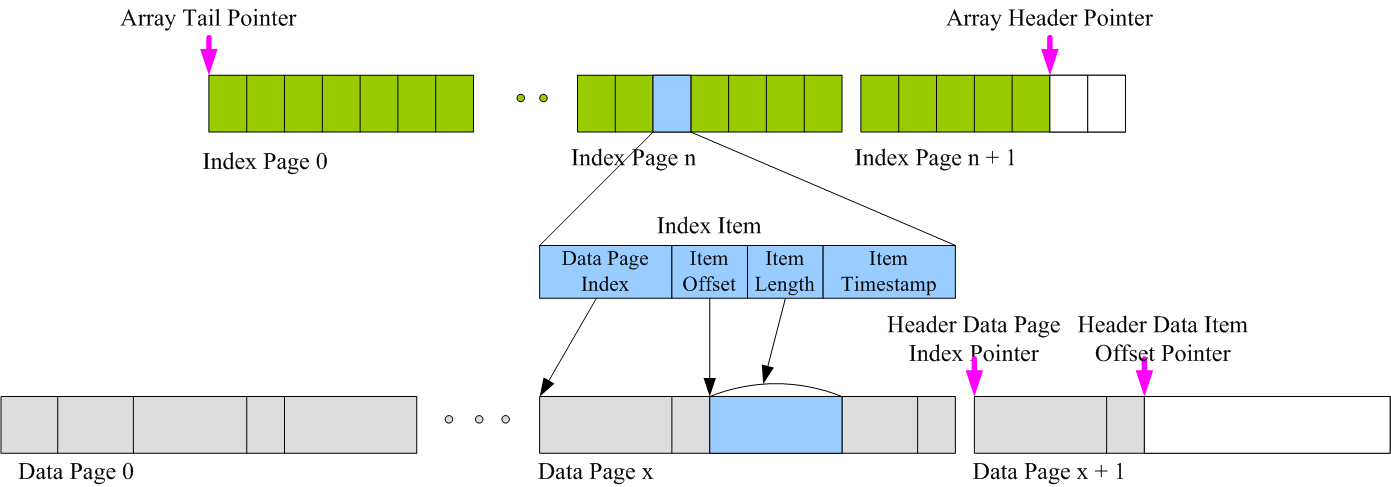 Array Tail Pointer
Array Header Pointer
Index Page 0
Index Page n
Index Page n + 1
Index Item
Data Page
Index
Item
Offset
Item
Length
Item
Timestamp
Header Data Page
Index Pointer
Header Data Item
Offset Pointer
Data Page 0
Data Page x
Data Page x + 1